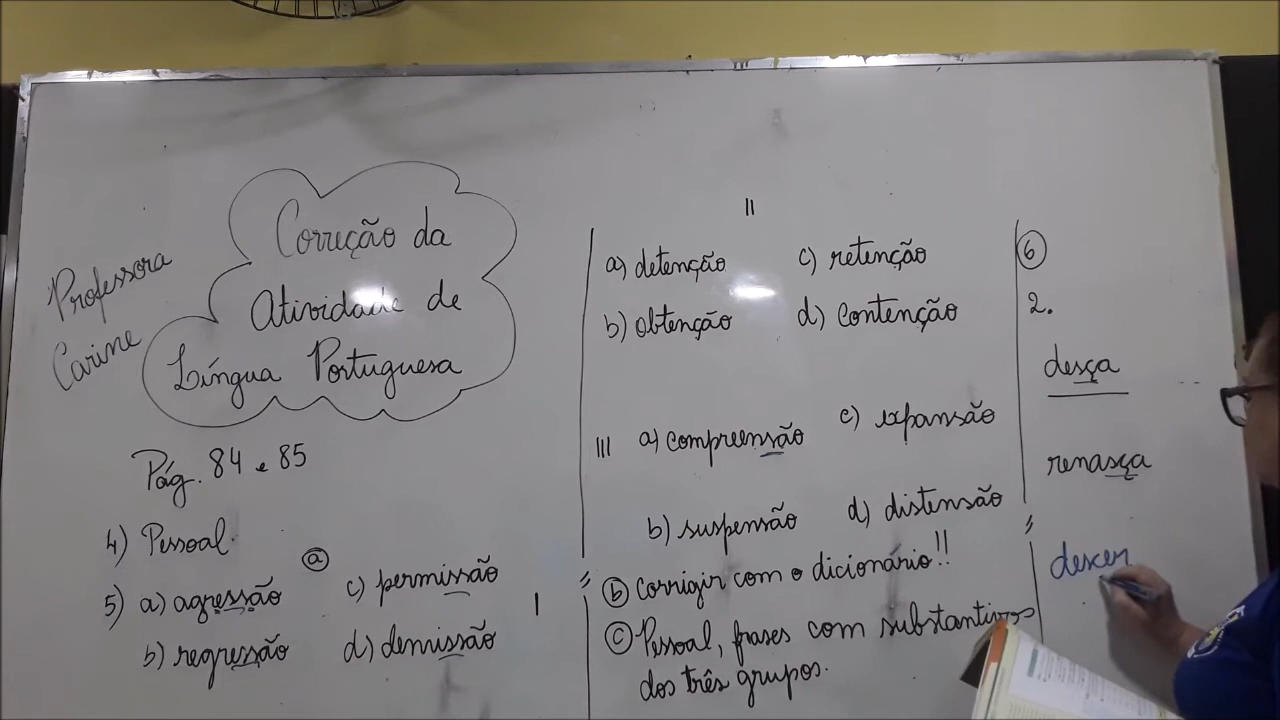 Professora
Carine
Correção da
Atividade de
Língua Portuguesa
Pág. 84 e 85
4) Pessoal.
ⓐ
5) a) agressão c) permissão
b) regressão d) demissão
I
II
a) detenção c) retenção
b) obtenção d) contenção
III a) compreensão c) expansão
b) suspensão d) distensão
ⓑ Corrigir com o dicionário!!
ⓒ Pessoal, frases com substantivos
dos três grupos.
⑥
2.
desça
renasça
descer